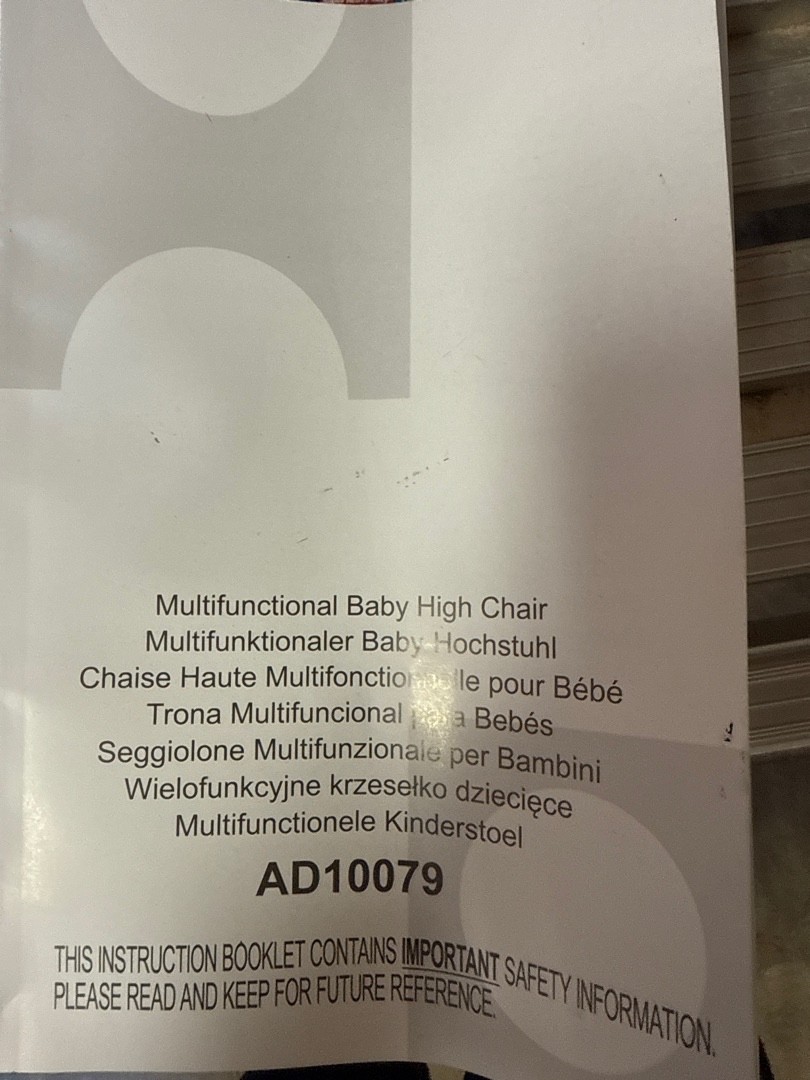 Multifunctional Baby High Chair
Multifunktionaler Baby Hochstuhl
Chaise Haute Multifonctionnelle pour Bébé
Trona Multifuncional para Bebés
Seggiolone Multifunzionale per Bambini
Wielofunkcyjne krzesełko dziecięce
Multifunctionele Kinderstoel
AD10079
THIS INSTRUCTION BOOKLET CONTAINS IMPORTANT SAFETY INFORMATION.
PLEASE READ AND KEEP FOR FUTURE REFERENCE.